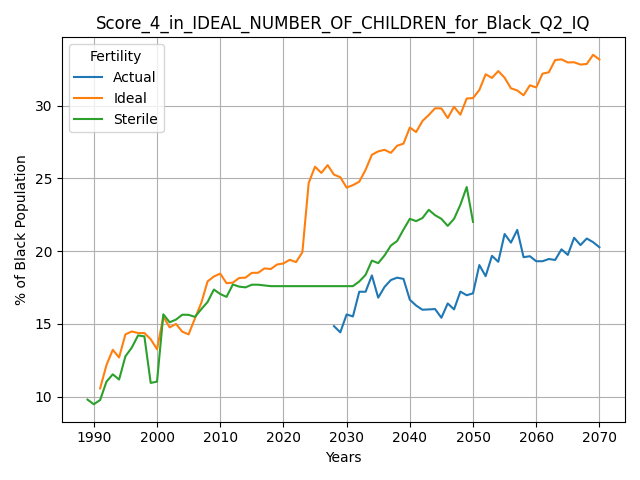 Score_4_in_IDEAL_NUMBER_OF_CHILDREN_for_Black_Q2_IQ
Fertility
Actual
Ideal
Sterile
% of Black Population
30
25
20
15
10
1990 2000 2010 2020 2030 2040 2050 2060 2070
Years